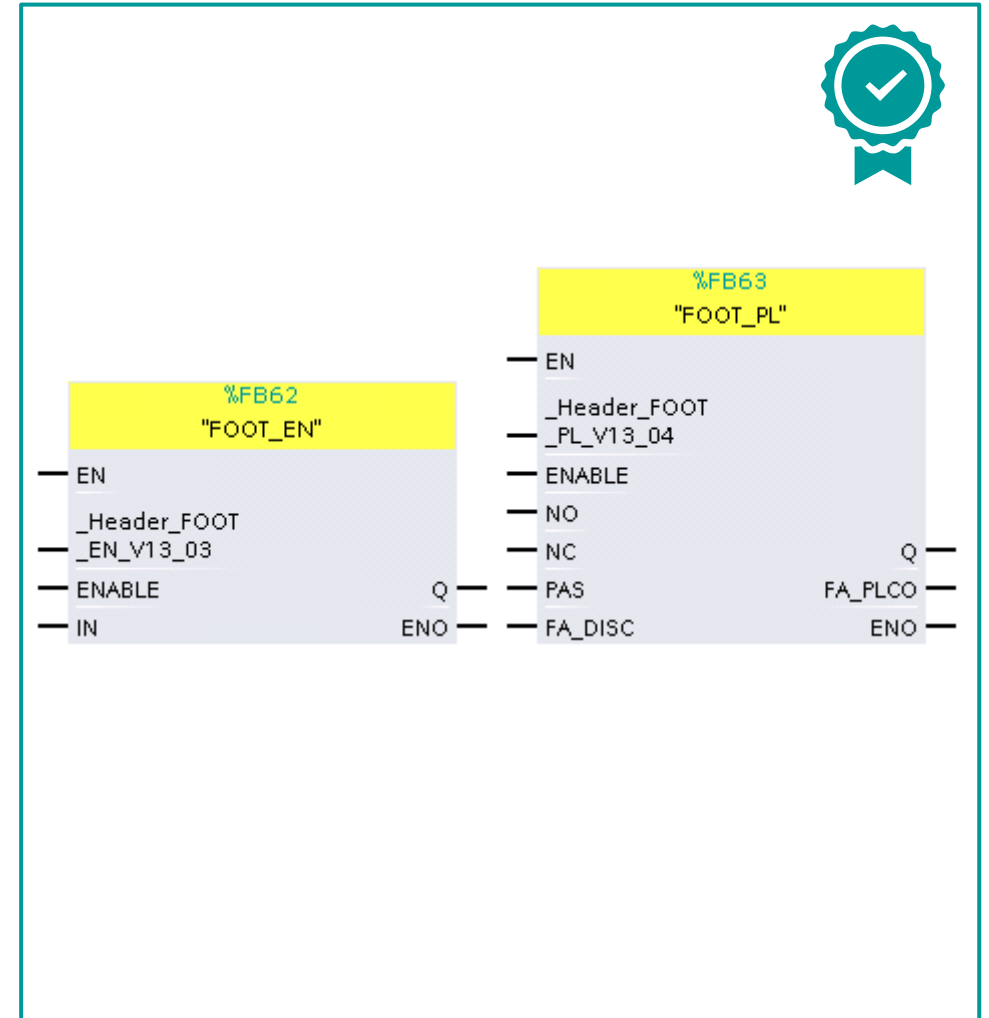 %FB62
"FOOT_EN"
EN
_Header_FOOT
_EN_V13_03
ENABLE
Q
IN
ENO
%FB63
"FOOT_PL"
EN
_Header_FOOT
_PL_V13_04
ENABLE
NO
NC
Q
PAS
FA_PLCO
FA_DISC
ENO